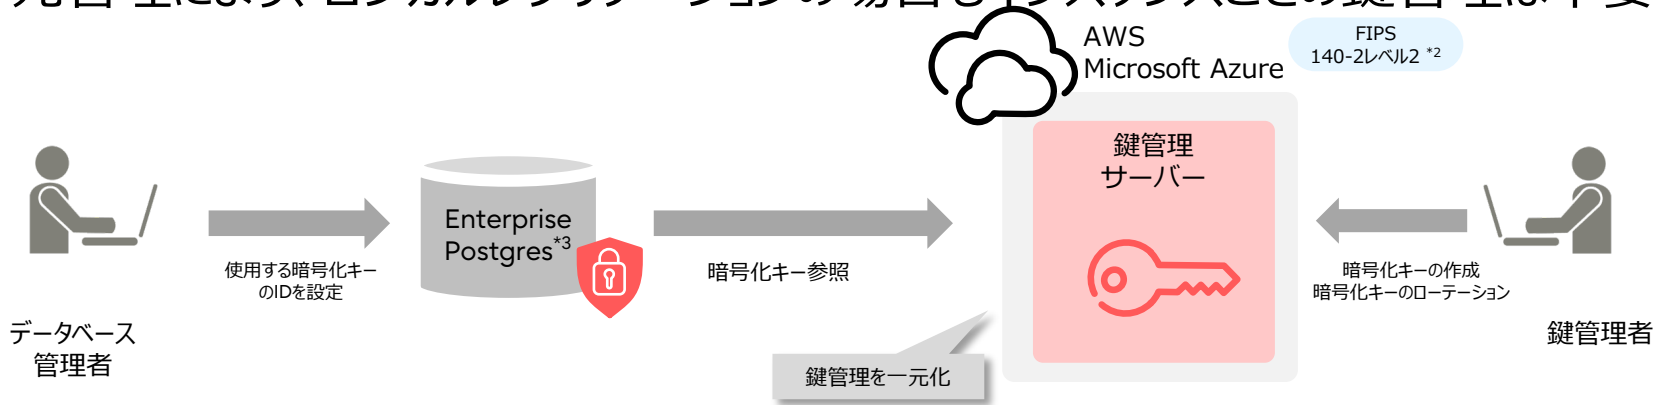 AWS
Microsoft Azure
FIPS
140-2レベル2 *2
鍵管理
サーバー
Enterprise
Postgres*3
使用する暗号化キー
のIDを設定
暗号化キー参照
暗号化キーの作成
暗号化キーのローテーション
データベース
管理者
鍵管理者
鍵管理を一元化